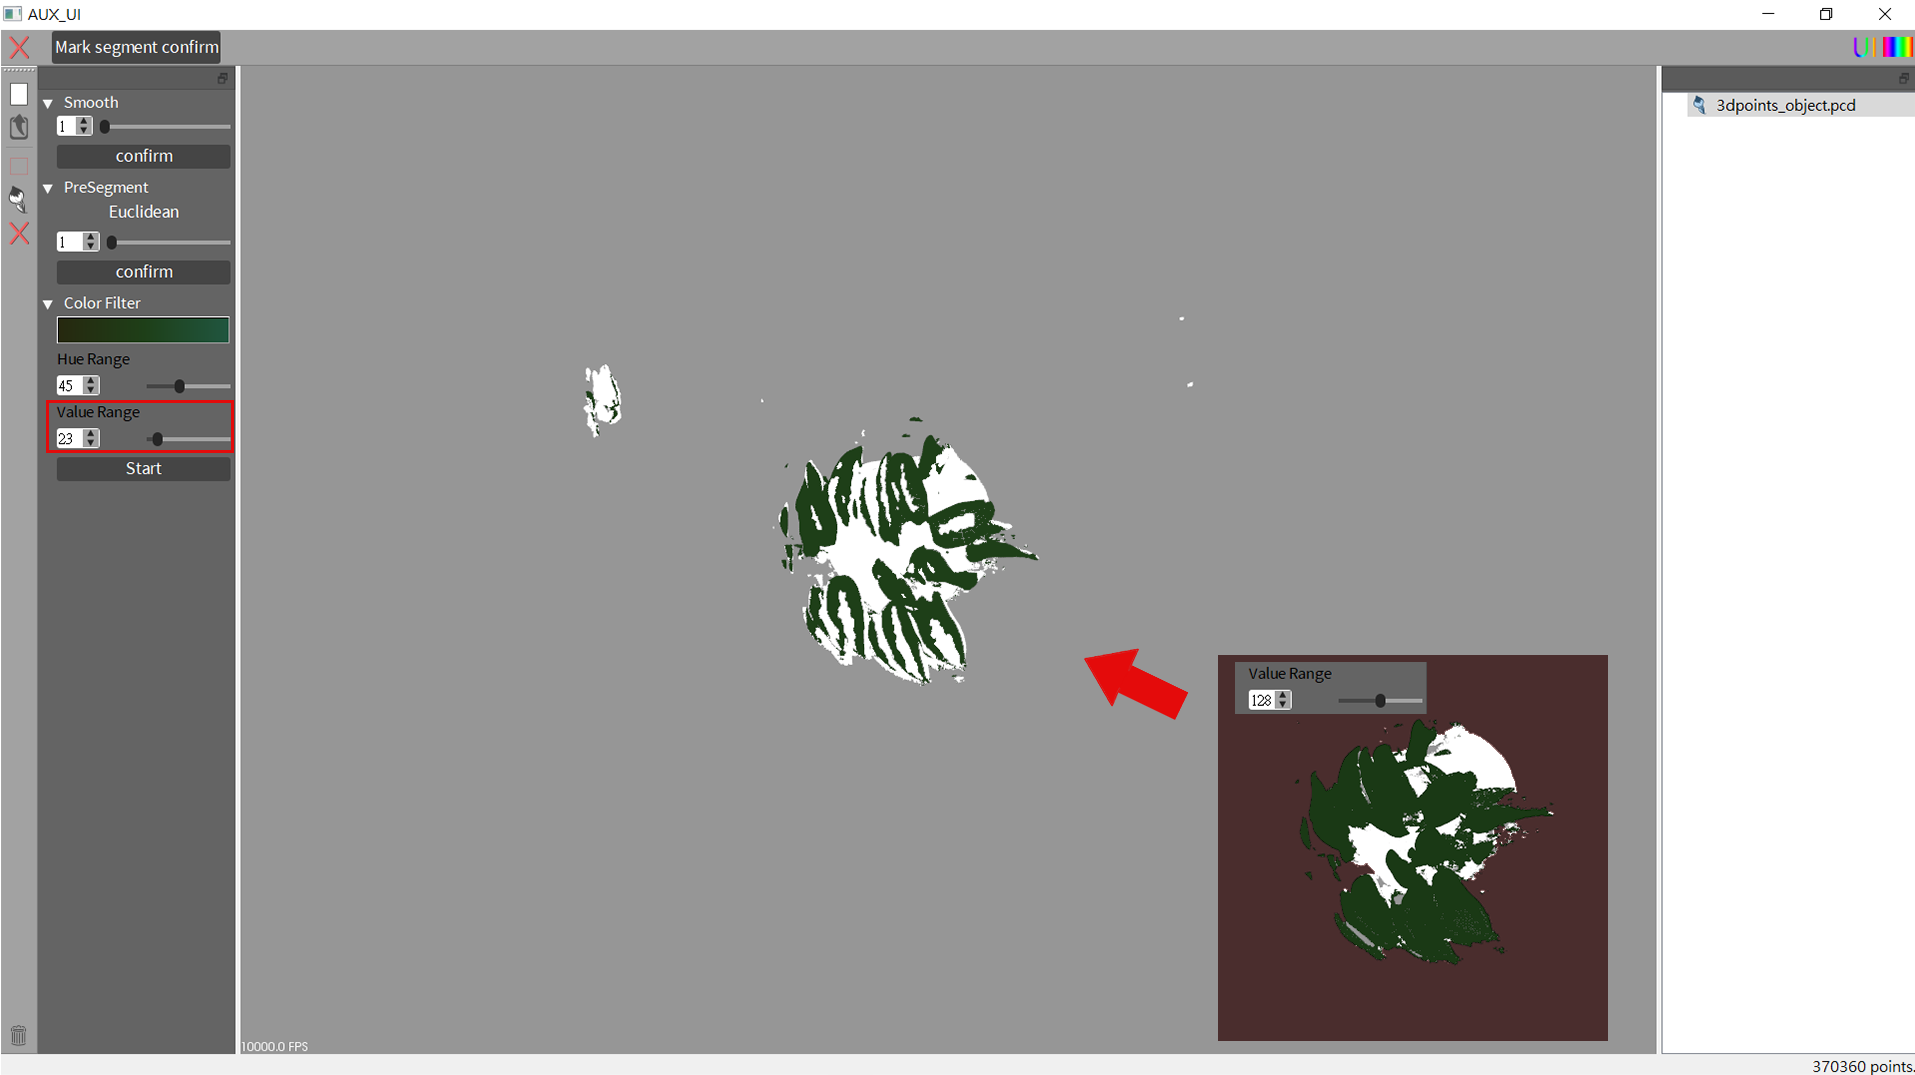 AUX_UI
Mark segment confirm
Smooth
1
confirm
PreSegment
Euclidean
1
confirm
Color Filter
Hue Range
45
Value Range
23
Start
3dpoints_object.pcd
Value Range
128
10000.0 FPS
370360 points.